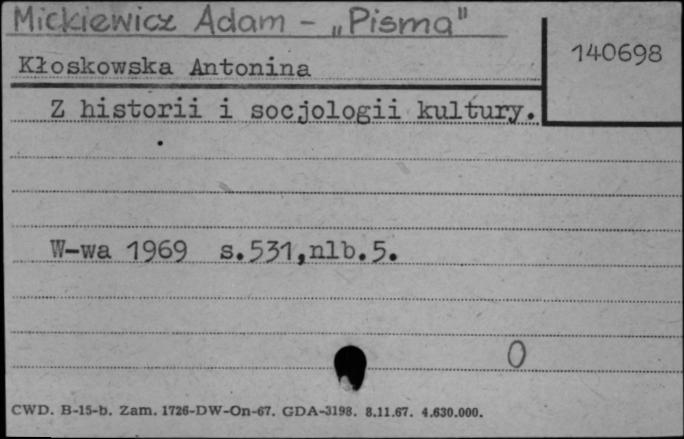 Mickiewicz Adam - „Pisma"
140698
Kłoskowska Antonina
Z historii i socjologii kultury.
W-wa 1969 s.531,nlb.5.
0
CWD. B-15-b. Zam. 1726-DW-On-67. GDA-3198. 8.11.67. 4.630.000.